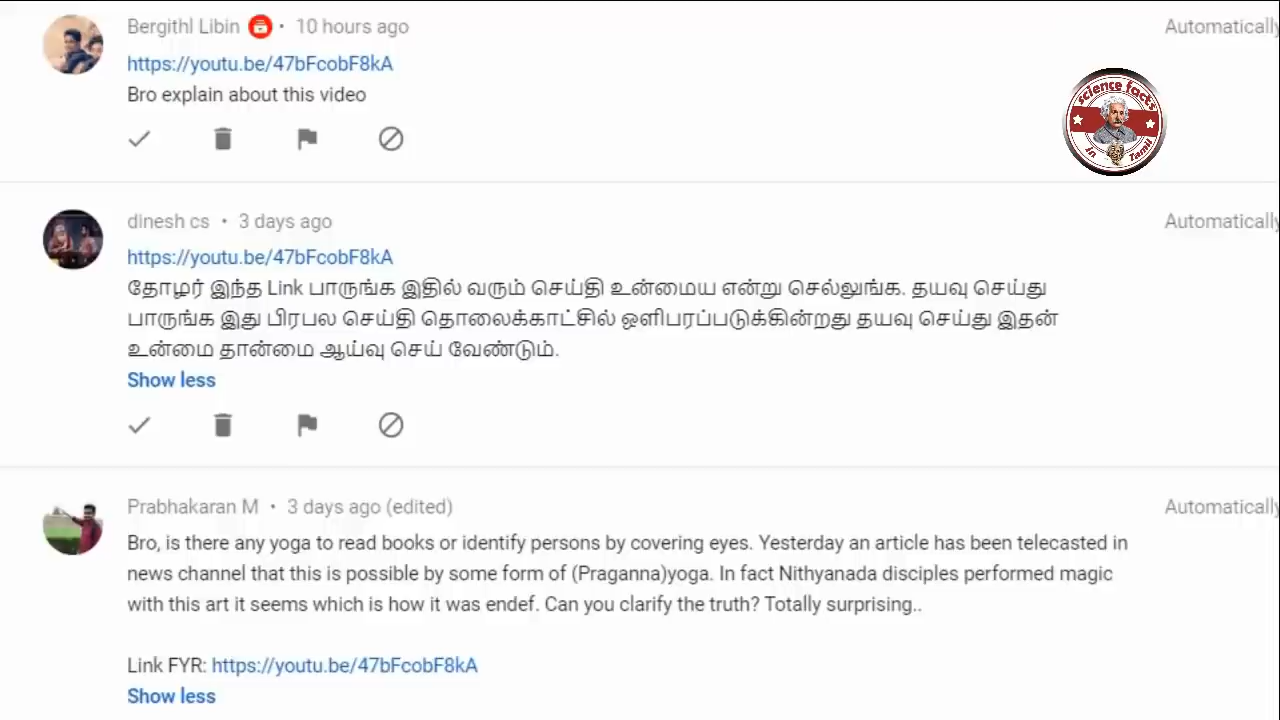 Bergithl Libin • 10 hours ago
Automatically
https://youtu.be/47bFcobF8kA
Bro explain about this video
science facts
in Tamil
dinesh cs • 3 days ago
Automatically
https://youtu.be/47bFcobF8kA
தோழர் இந்த Link பாருங்க இதில் வரும் செய்தி உன்மைய என்று செல்லுங்க. தயவு செய்து
பாருங்க இது பிரபல செய்தி தொலைக்காட்சில் ஒளிபரப்படுக்கின்றது தயவு செய்து இதன்
உன்மை தான்மை ஆய்வு செய் வேண்டும்.
Show less
Prabhakaran M • 3 days ago (edited)
Automatically
Bro, is there any yoga to read books or identify persons by covering eyes. Yesterday an article has been telecasted in
news channel that this is possible by some form of (Praganna)yoga. In fact Nithyanada disciples performed magic
with this art it seems which is how it was endef. Can you clarify the truth? Totally surprising..
Link FYR: https://youtu.be/47bFcobF8kA
Show less